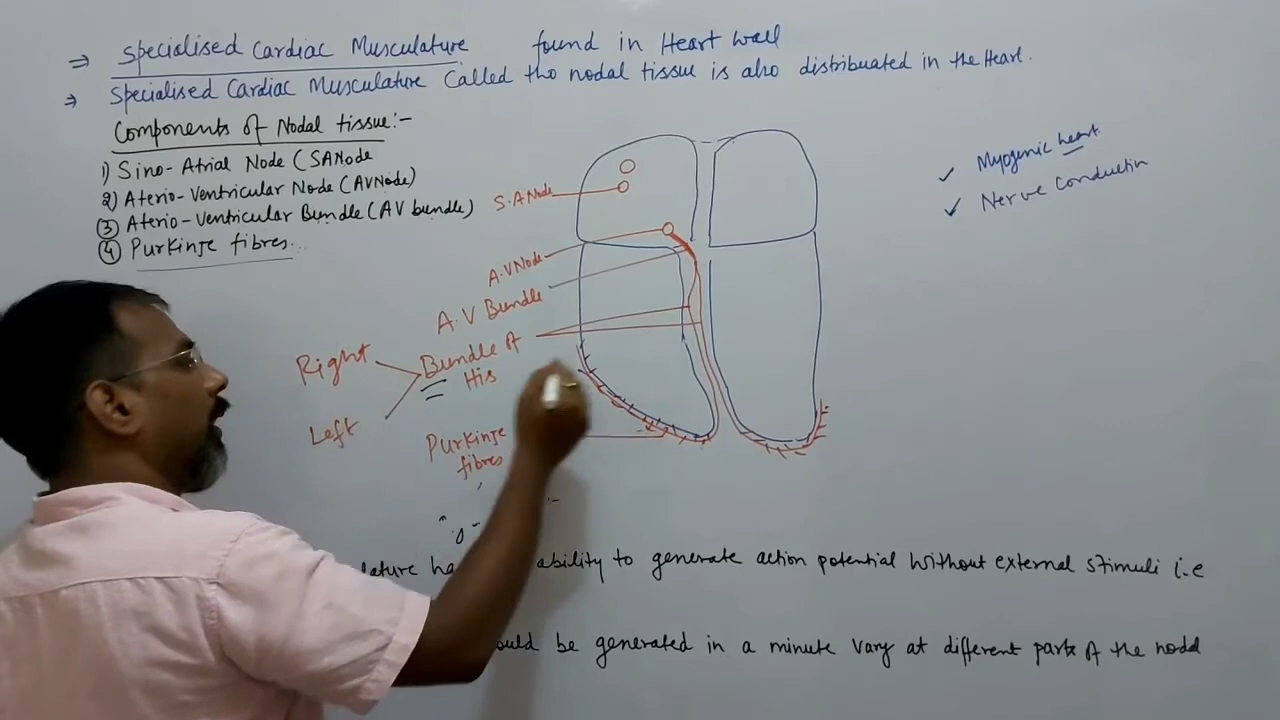 ⇒ Specialised Cardiac Musculature found in Heart wall
⇒ Specialised Cardiac Musculature Called tho nodal tissue is also distribuated in the Heart.
Components of Nodal tissue:-
1) Sino-Atrial Node (SANode
2) Aterio-Ventricular Node (AVNode)
③ Aterio-Ventricular Bundle (AV bundle)
④ Purkinje fibres..
✓ Myogenic heart.
✓ Nerve Conduction
S.A Node
A.V Node
A.V Bundle
Bundle of
His
Right
Left
Purkinje
fibres
ability to generate action potential without external stimuli i.e
be generated in a minute vary at different parts of the nodal